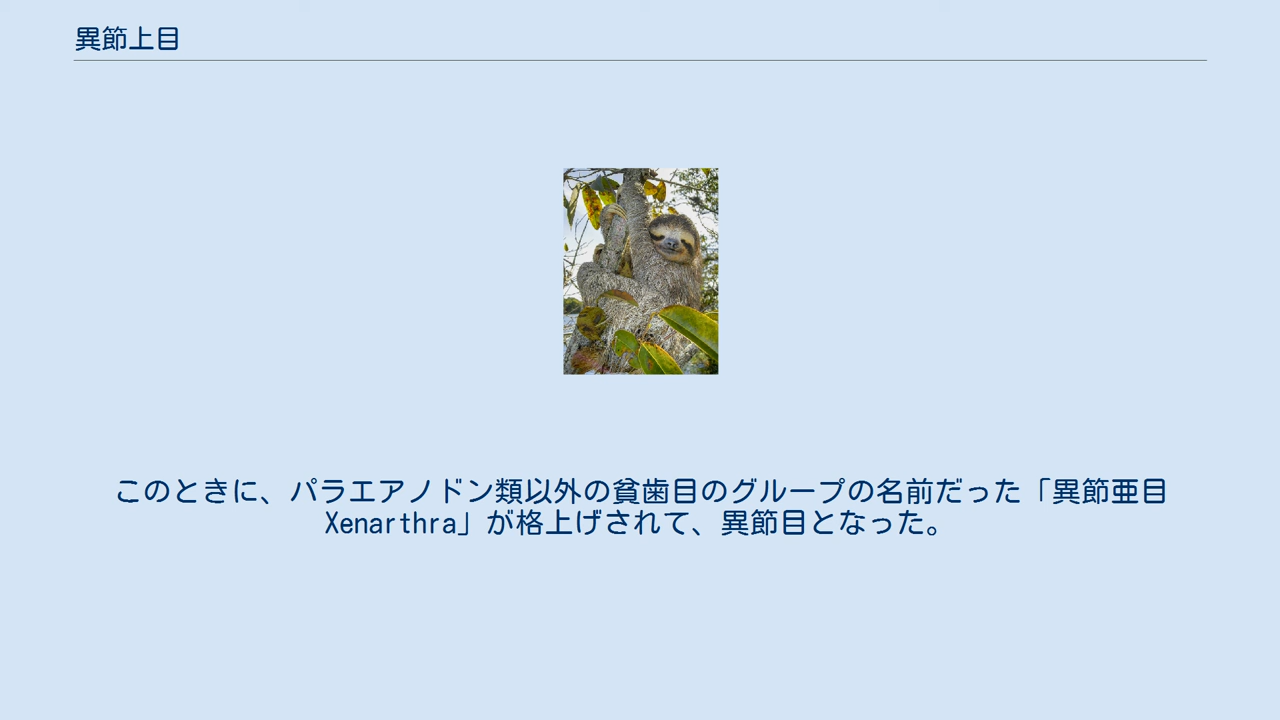 異節上目
このときに、パラエアノドン類以外の貧歯目のグループの名前だった「異節亜目
Xenarthra」が格上げされて、異節目となった。